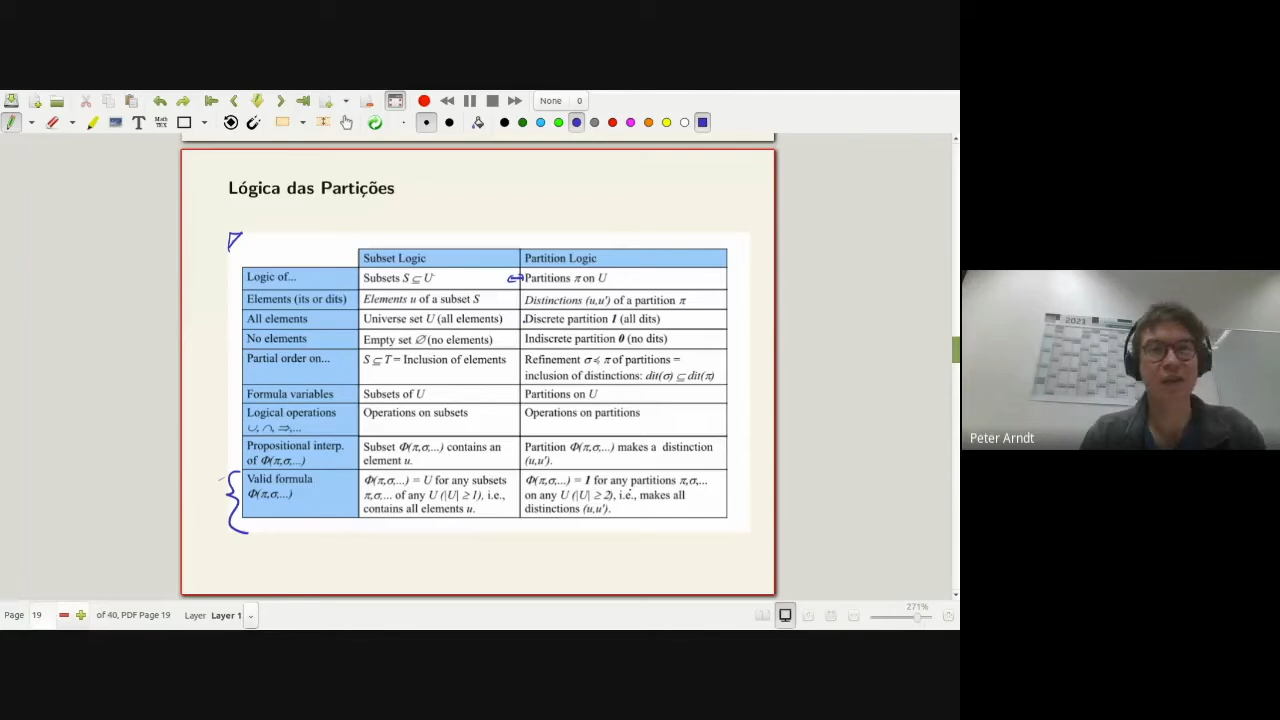 None 0
T Math TEX
Lógica das Partições
Subset Logic Partition Logic
Logic of... Subsets S ⊆ U Partitions π on U
Elements (its or dits) Elements u of a subset S Distinctions (u,u') of a partition π
All elements Universe set U (all elements) Discrete partition 1 (all dits)
No elements Empty set ∅ (no elements) Indiscrete partition 0 (no dits)
Partial order on... S ⊆ T = Inclusion of elements Refinement σ ≼ π of partitions =
inclusion of distinctions: dit(σ) ⊆ dit(π)
Formula variables Subsets of U Partitions on U
Logical operations Operations on subsets Operations on partitions
∪, ∩, ⇒,...
Propositional interp. Subset Φ(π,σ,...) contains an Partition Φ(π,σ,...) makes a distinction
of Φ(π,σ,...) element u. (u,u').
Valid formula Φ(π,σ,...) = U for any subsets Φ(π,σ,...) = 1 for any partitions π,σ,...
Φ(π,σ,...) π,σ,... of any U (|U| ≥ 1), i.e., on any U (|U| ≥ 2), i.e., makes all
contains all elements u. distinctions (u,u').
2021
Peter Arndt
Page 19 of 40, PDF Page 19 Layer Layer 1 271%